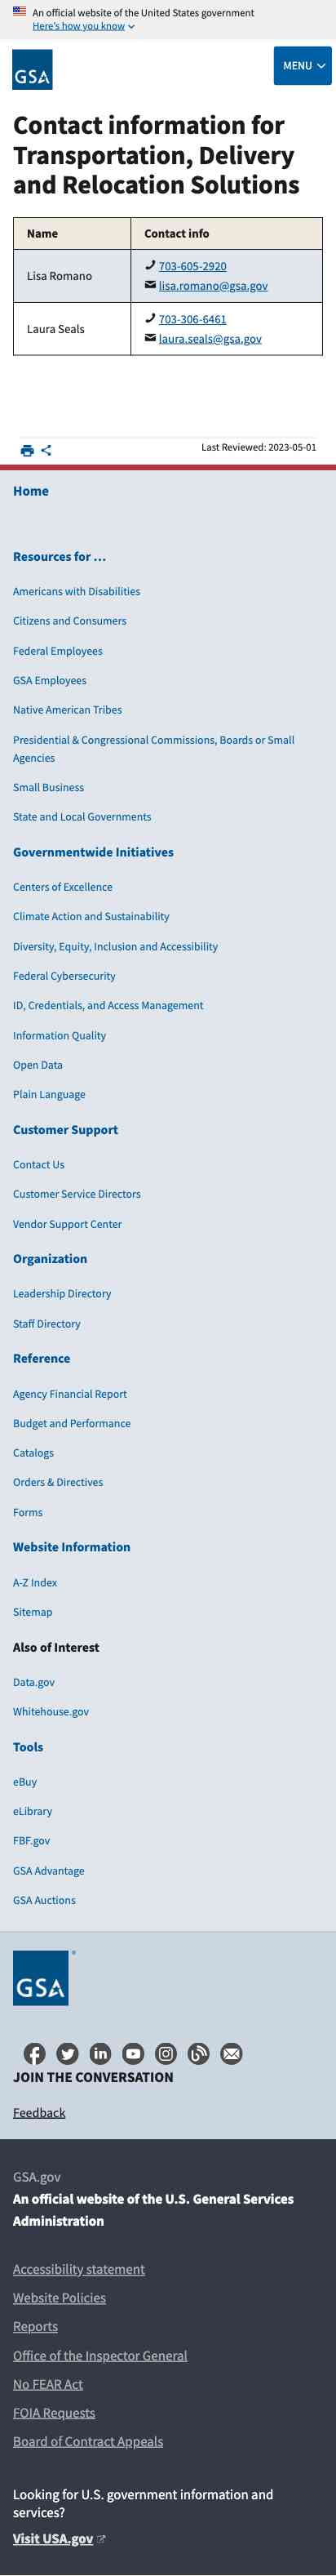 An official website of the United States government
Here's how you know
GSA
MENU
Contact information for
Transportation, Delivery
and Relocation Solutions
Name Contact info
Lisa Romano
703-605-2920
lisa.romano@gsa.gov
Laura Seals
703-306-6461
laura.seals@gsa.gov
Last Reviewed: 2023-05-01
Home
Resources for …
Americans with Disabilities
Citizens and Consumers
Federal Employees
GSA Employees
Native American Tribes
Presidential & Congressional Commissions, Boards or Small
Agencies
Small Business
State and Local Governments
Governmentwide Initiatives
Centers of Excellence
Climate Action and Sustainability
Diversity, Equity, Inclusion and Accessibility
Federal Cybersecurity
ID, Credentials, and Access Management
Information Quality
Open Data
Plain Language
Customer Support
Contact Us
Customer Service Directors
Vendor Support Center
Organization
Leadership Directory
Staff Directory
Reference
Agency Financial Report
Budget and Performance
Catalogs
Orders & Directives
Forms
Website Information
A-Z Index
Sitemap
Also of Interest
Data.gov
Whitehouse.gov
Tools
eBuy
eLibrary
FBF.gov
GSA Advantage
GSA Auctions
GSA
JOIN THE CONVERSATION
Feedback
GSA.gov
An official website of the U.S. General Services
Administration
Accessibility statement
Website Policies
Reports
Office of the Inspector General
No FEAR Act
FOIA Requests
Board of Contract Appeals
Looking for U.S. government information and
services?
Visit USA.gov